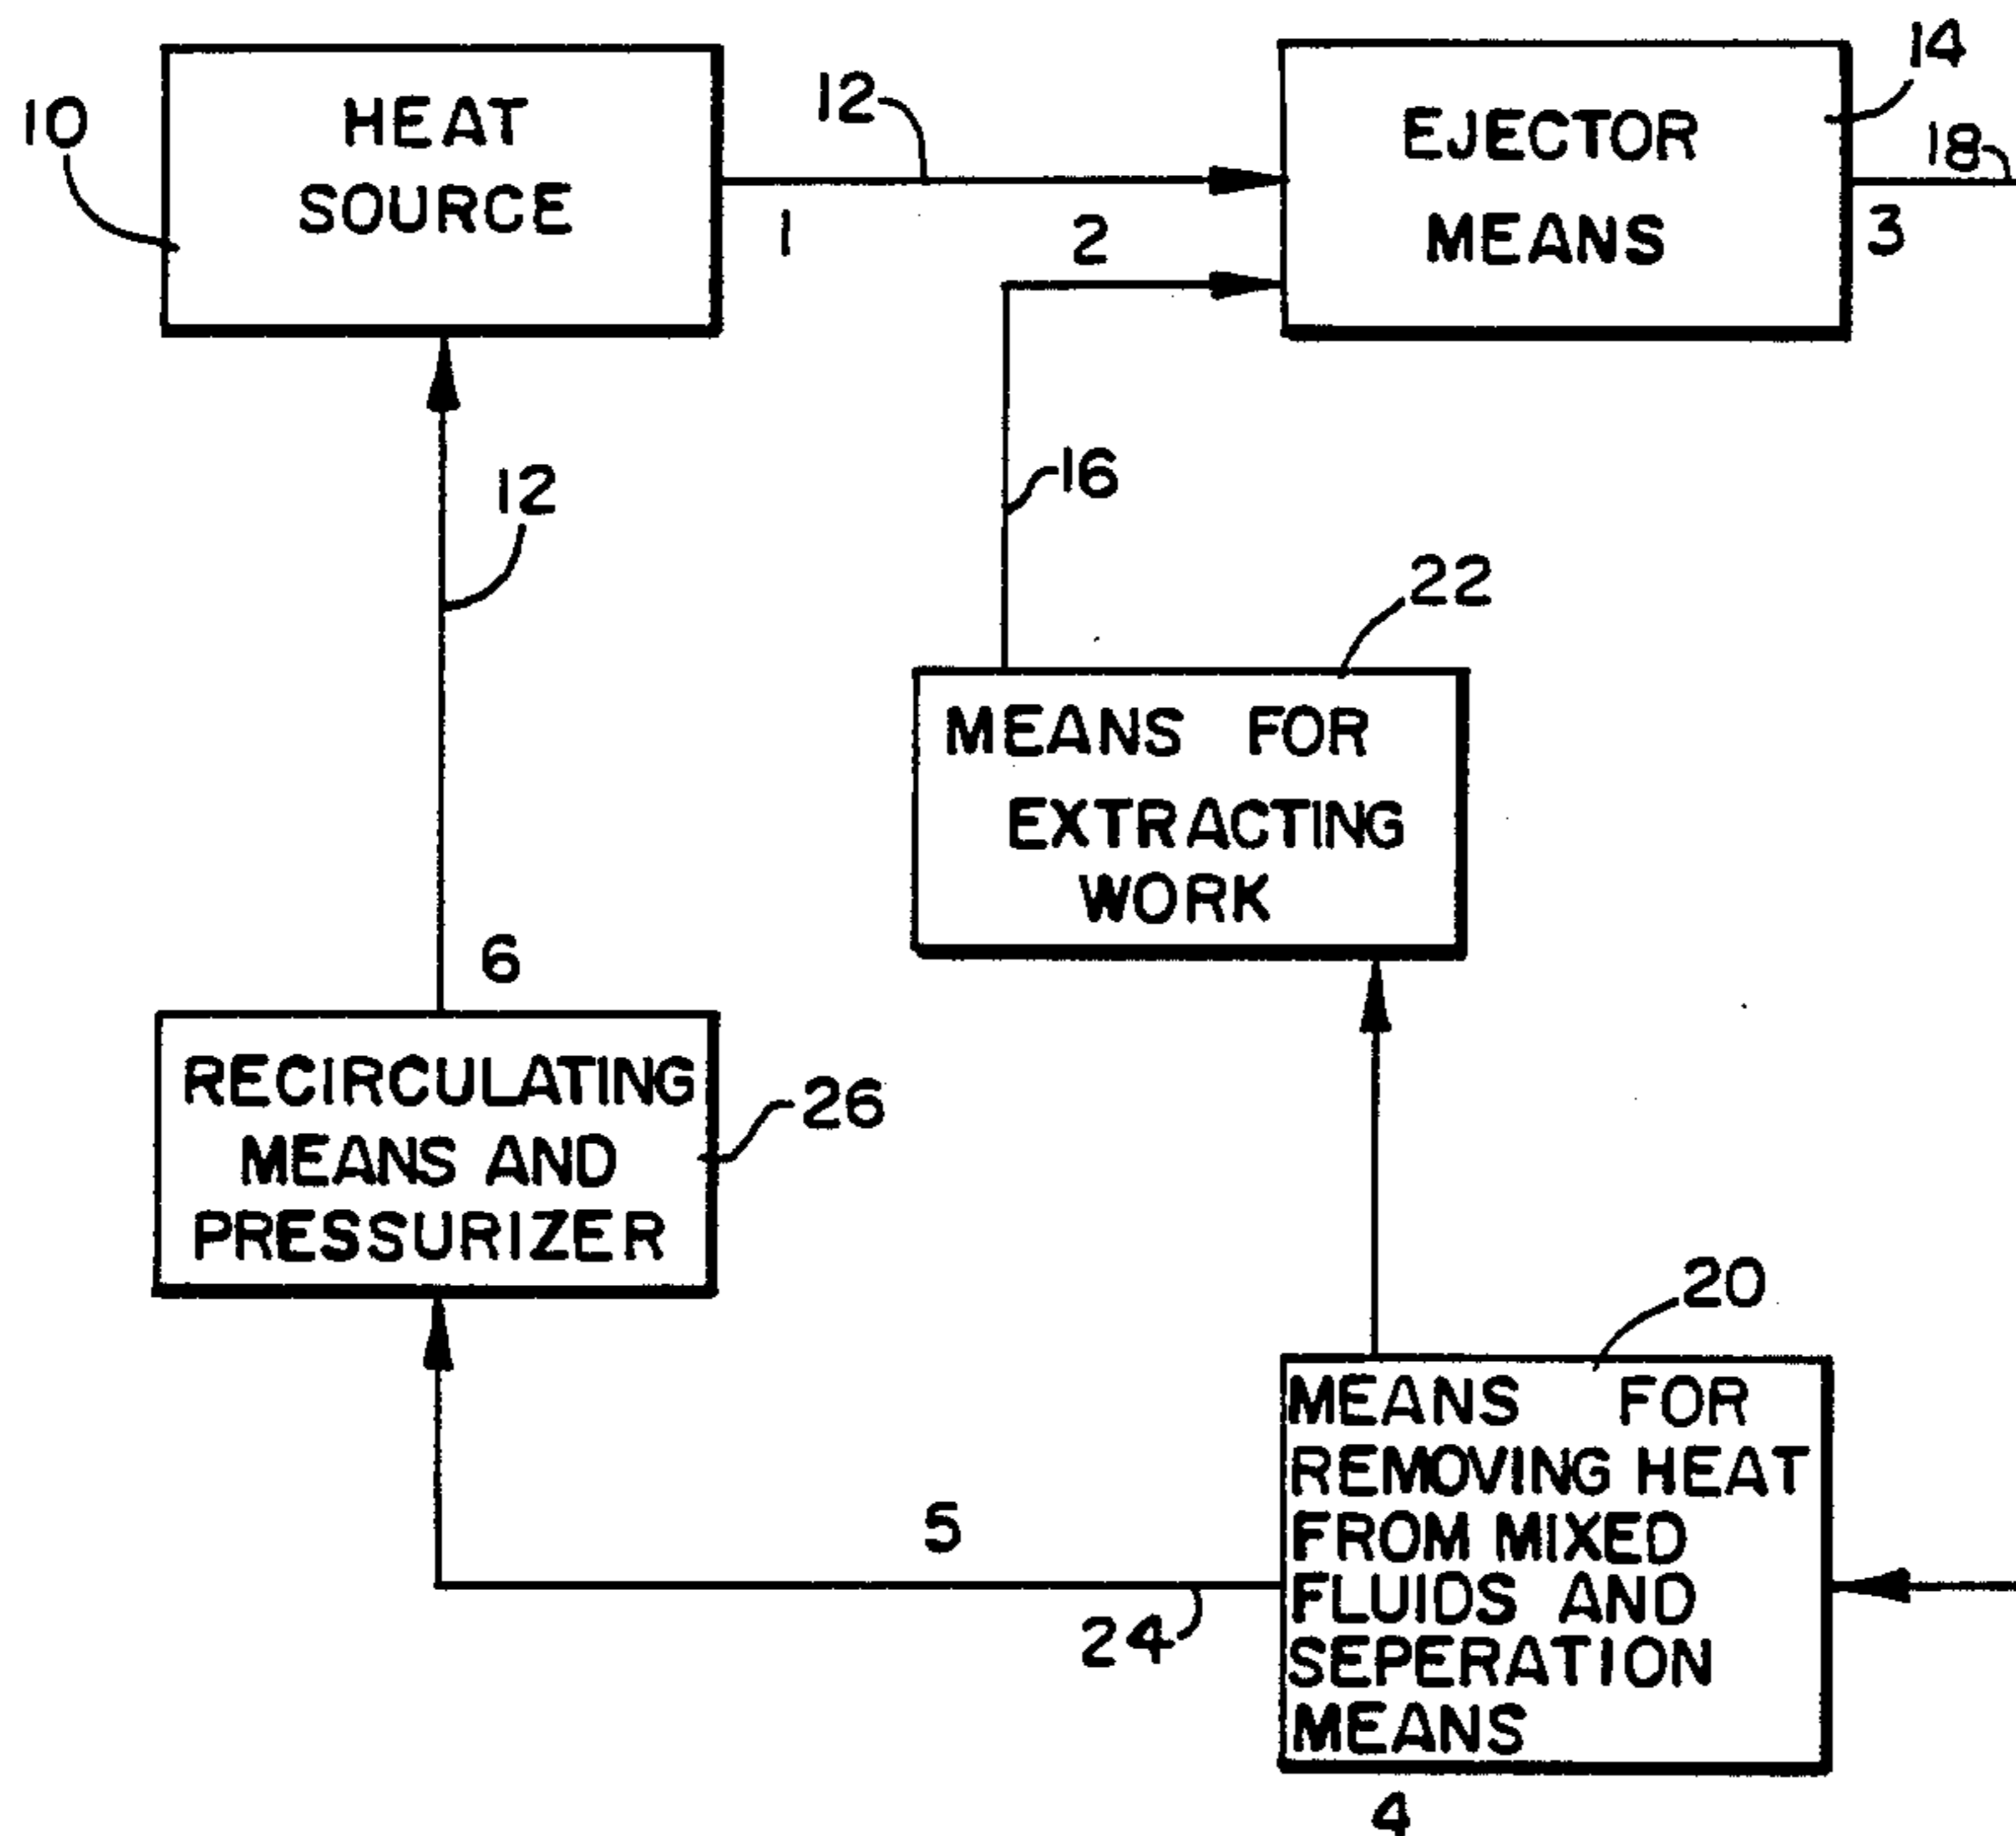 10
HEAT
SOURCE
12
1
2
EJECTOR
MEANS
14
18
3
12
16
22
MEANS FOR
EXTRACTING
WORK
6
RECIRCULATING
MEANS AND
PRESSURIZER
26
20
MEANS FOR
REMOVING HEAT
FROM MIXED
FLUIDS AND
SEPERATION
MEANS
5
24
4